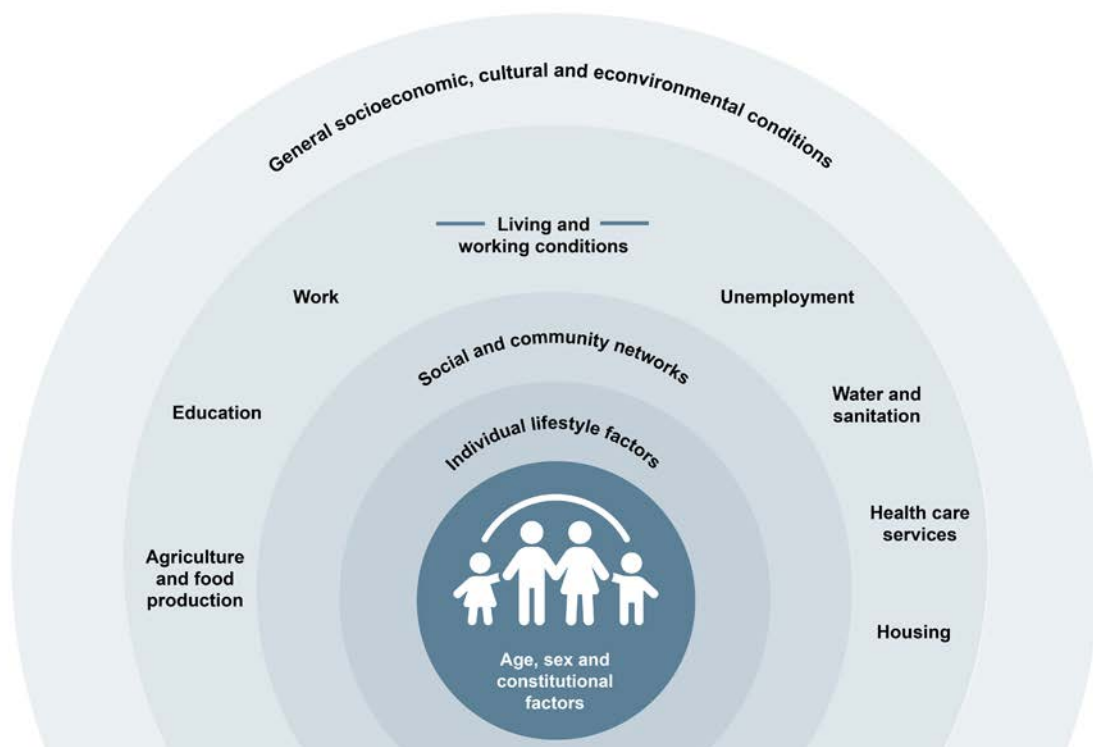 General socioeconomic, cultural and econvironmental conditions
Living and
working conditions
Work
Unemployment
Social and community networks
Education
Water and
sanitation
Individual lifestyle factors
Agriculture
and food
production
Health care
services
Housing
Age, sex and
constitutional
factors